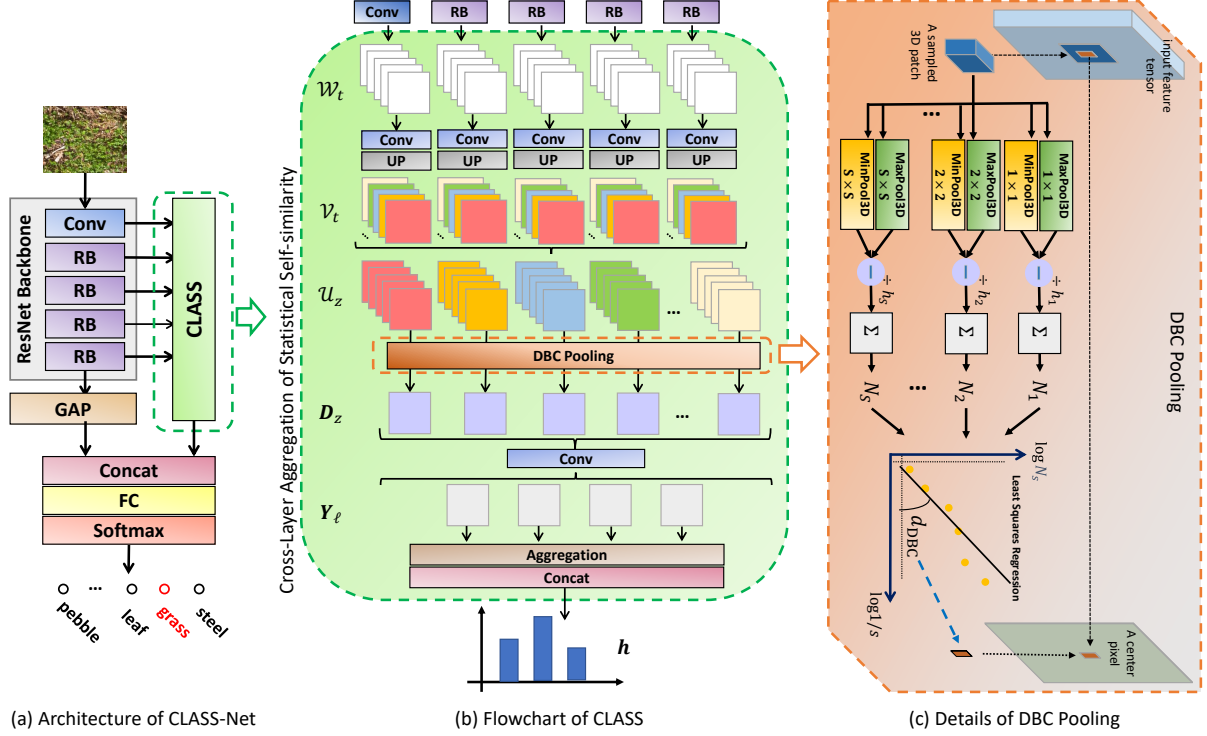 ResNet Backbone
Conv
RB
RB
RB
RB
CLASS
GAP
Concat
FC
Softmax
...
pebble
leaf
grass
steel
(a) Architecture of CLASS-Net
Cross-Layer Aggregation of Statistical Self-similarity
Conv RB RB RB RB
𝒲t
Conv Conv Conv Conv Conv
UP UP UP UP UP
𝒱t
... ... ... ... ...
𝒰z
...
DBC Pooling
Dz
...
Conv
Yℓ
Aggregation
Concat
h
(b) Flowchart of CLASS
DBC Pooling
input feature
tensor
A sampled
3D patch
...
MaxPool3D
1 × 1
MinPool3D
1 × 1
MaxPool3D
2 × 2
MinPool3D
2 × 2
MaxPool3D
S × S
MinPool3D
S × S
− ÷ h1
− ÷ h2
− ÷ hS
Σ
Σ
Σ
N1
N2
...
NS
log Ns
Least Squares Regression
dDBC
log1/s
A center
pixel
(c) Details of DBC Pooling